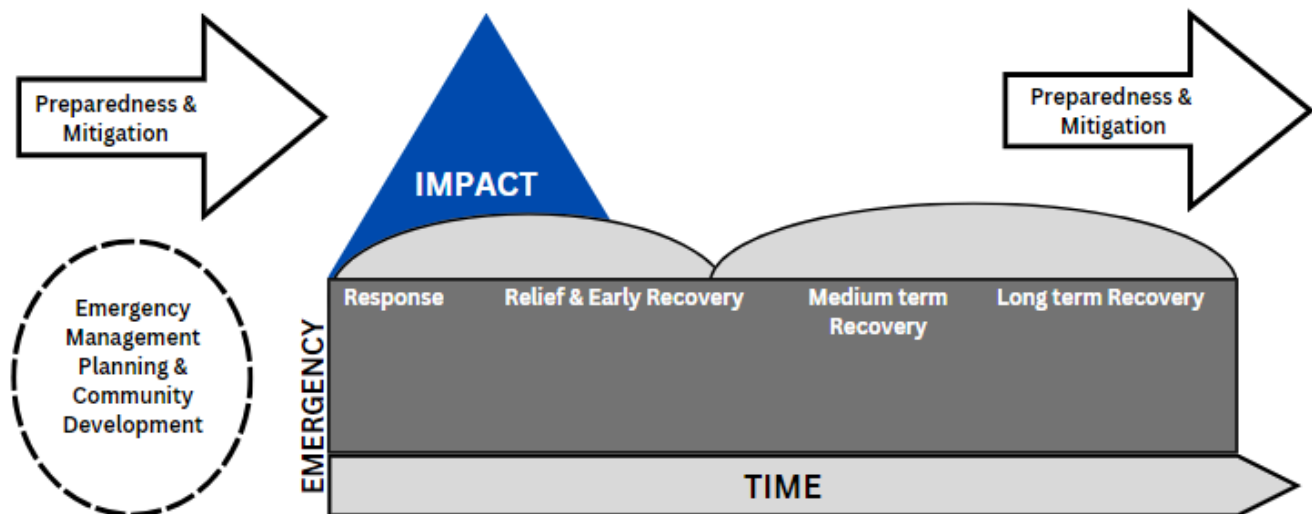 Preparedness &
Mitigation
IMPACT
Preparedness &
Mitigation
Emergency
Management
Planning &
Community
Development
EMERGENCY
Response
Relief & Early Recovery
Medium term
Recovery
Long term Recovery
TIME